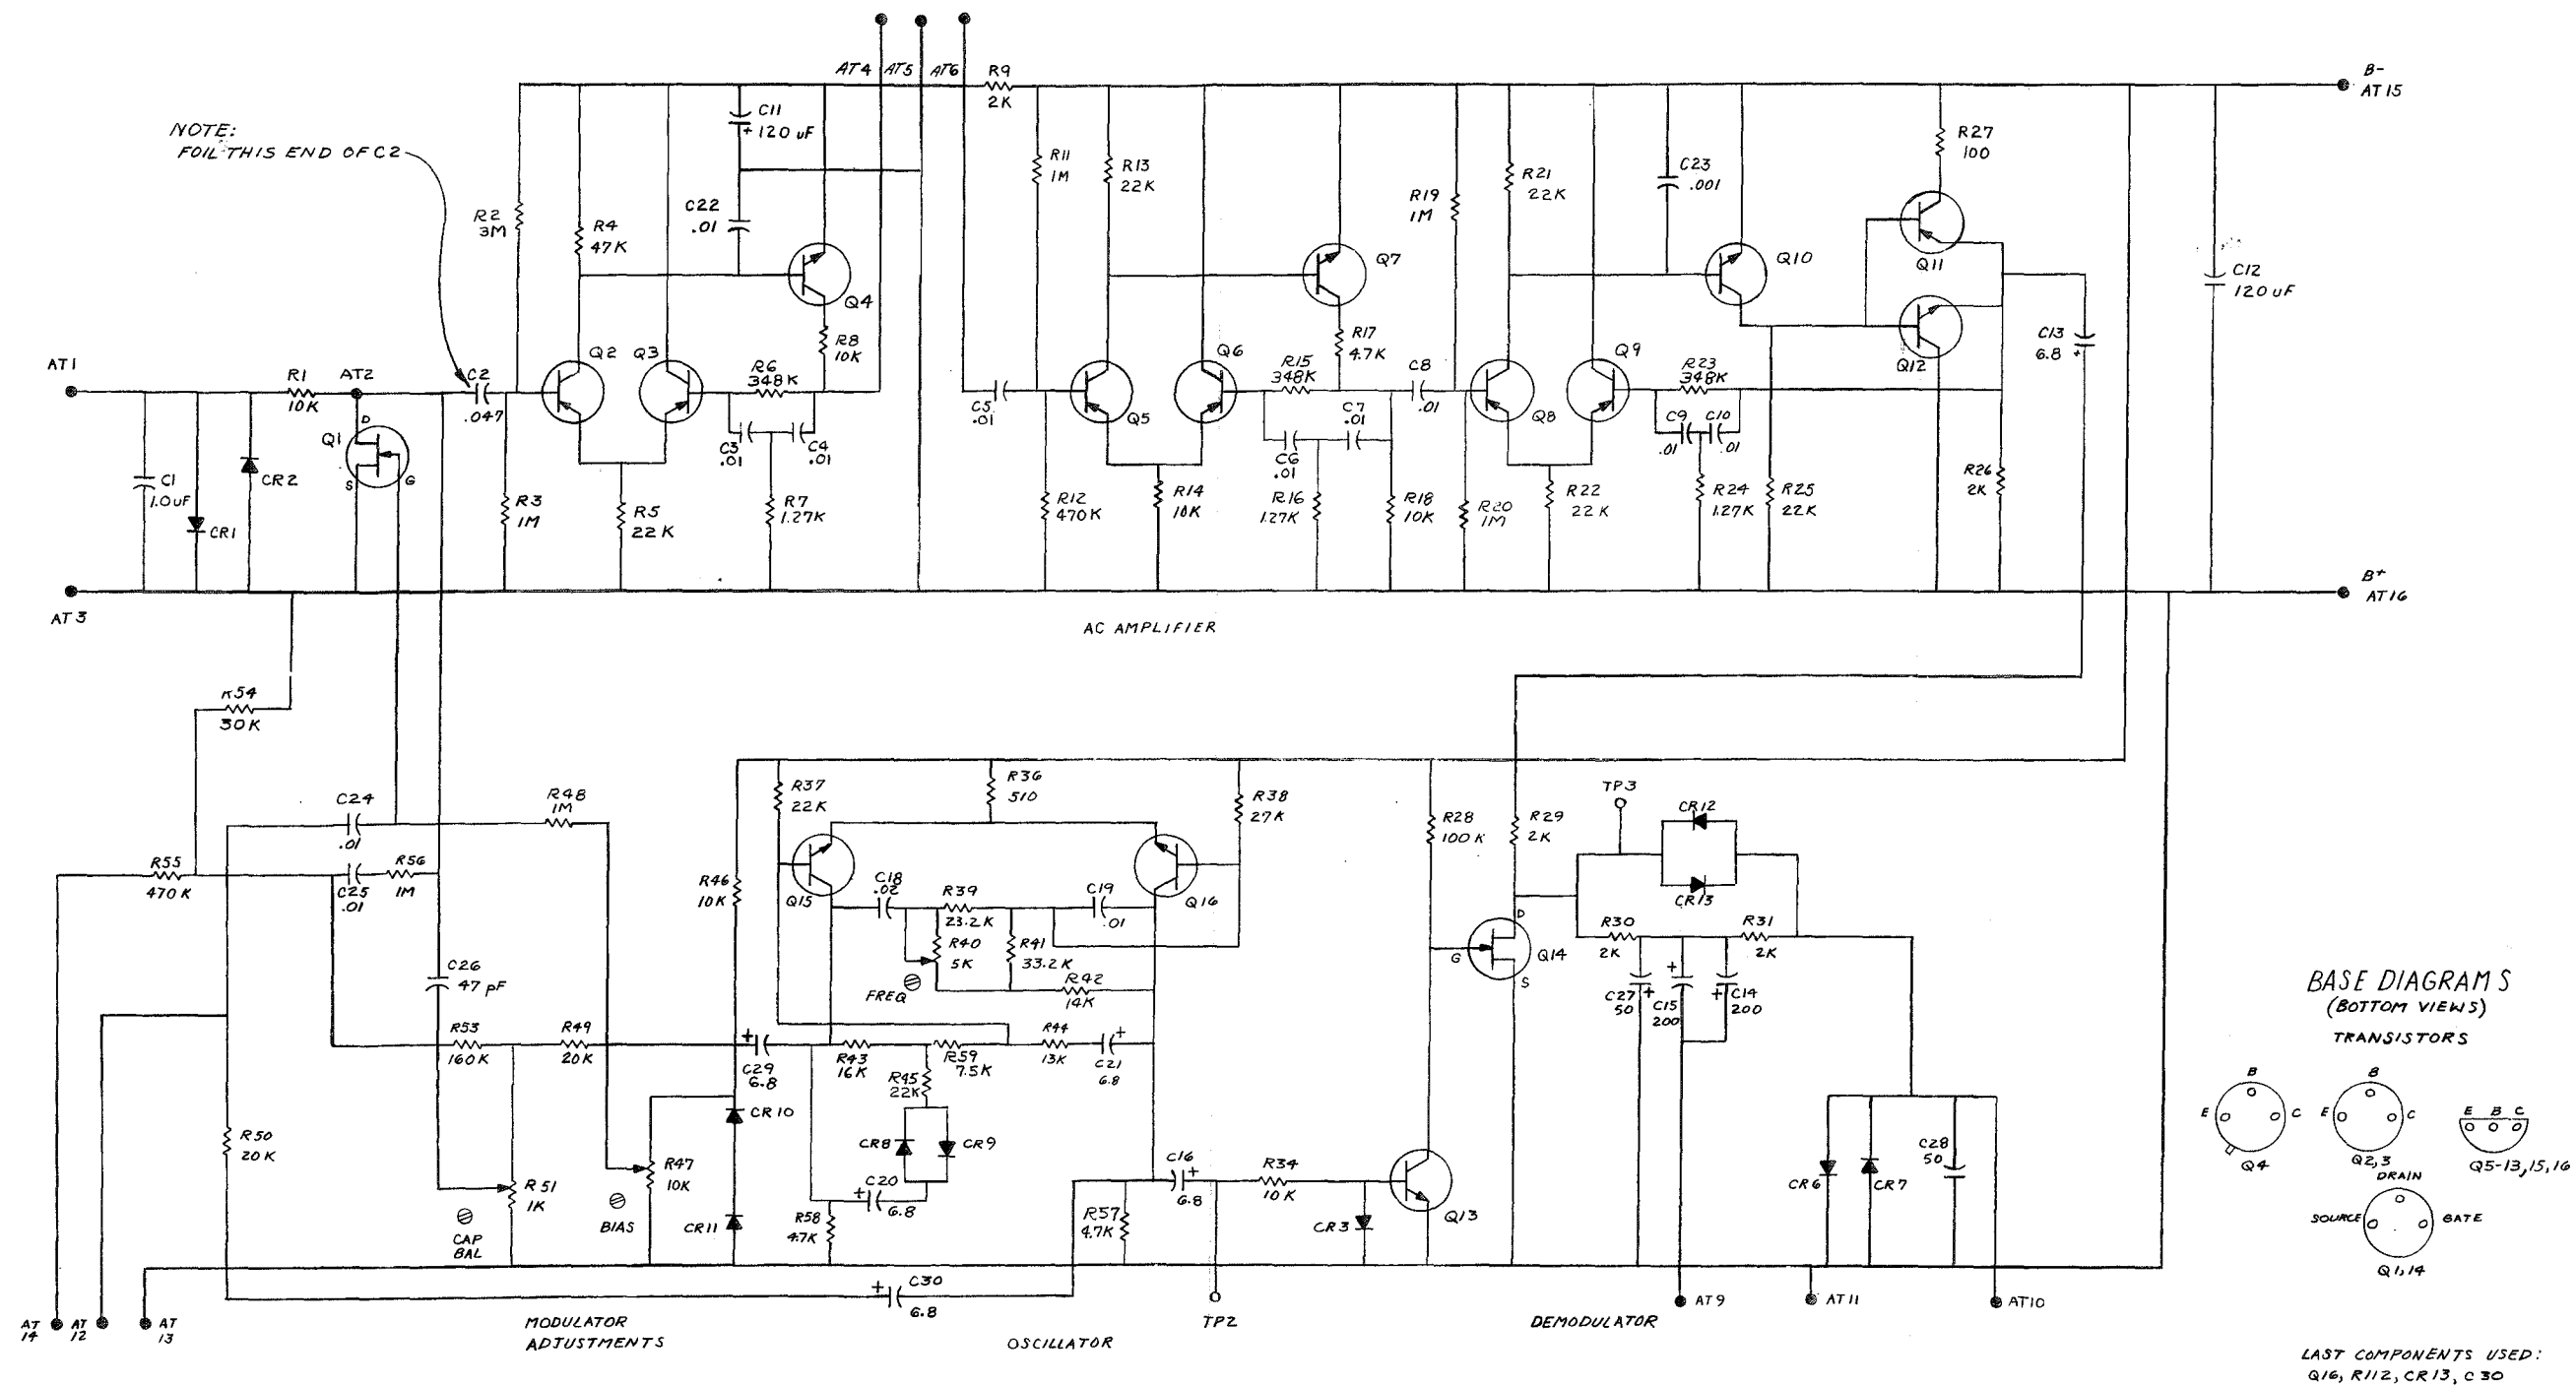 NOTE:
FOIL THIS END OF C2
AT4
AT5
AT6
R9
2K
B-
AT15
C11
+ 120 uF
R11
1M
R13
22K
R2
3M
R4
47K
C22
.01
R19
1M
R21
22K
C23
.001
R27
100
Q4
Q7
Q10
Q11
C12
120 uF
R8
10K
R17
4.7K
Q12
C13
6.8
+
AT1
R1
10K
AT2
C2
.047
Q2
Q3
R6
348K
C5
.01
Q5
Q6
R15
348K
C8
.01
Q8
Q9
R23
348K
D
Q1
S
G
C3
.01
C4
.01
C7
.01
C6
.01
C9
.01
C10
.01
C1
1.0uF
CR1
CR2
R3
1M
R5
22K
R7
1.27K
R12
470K
R14
10K
R16
1.27K
R18
10K
R20
1M
R22
22K
R24
1.27K
R25
22K
R26
2K
AT3
B+
AT16
AC AMPLIFIER
R54
30K
C24
.01
R48
1M
R37
22K
R36
510
R38
27K
R28
100K
R29
2K
TP3
CR12
CR13
R55
470K
C25
.01
R56
1M
R46
10K
Q15
C18
.02
R39
23.2K
C19
.01
Q16
R40
5K
R41
33.2K
FREQ
R42
14K
D
G
Q14
S
R30
2K
R31
2K
C27
50
+
+
C15
200
+
C14
200
C26
47 pF
R53
160K
R49
20K
+
C29
6.8
R43
16K
R59
7.5K
R44
13K
+
C21
6.8
R45
22K
CR10
CR8
CR9
R50
20K
R51
1K
CAP
BAL
R47
10K
BIAS
CR11
R58
4.7K
+
C20
6.8
R57
4.7K
C16
+
6.8
R34
10K
CR3
Q13
CR6
CR7
C28
50
+
C30
6.8
AT
14
AT
12
AT
13
TP2
AT9
AT11
AT10
MODULATOR
ADJUSTMENTS
OSCILLATOR
DEMODULATOR
BASE DIAGRAMS
(BOTTOM VIEWS)
TRANSISTORS
B
E
C
Q4
B
E
C
Q2,3
E B C
Q5-13,15,16
DRAIN
SOURCE
GATE
Q1,14
LAST COMPONENTS USED:
Q16, R112, CR13, C30